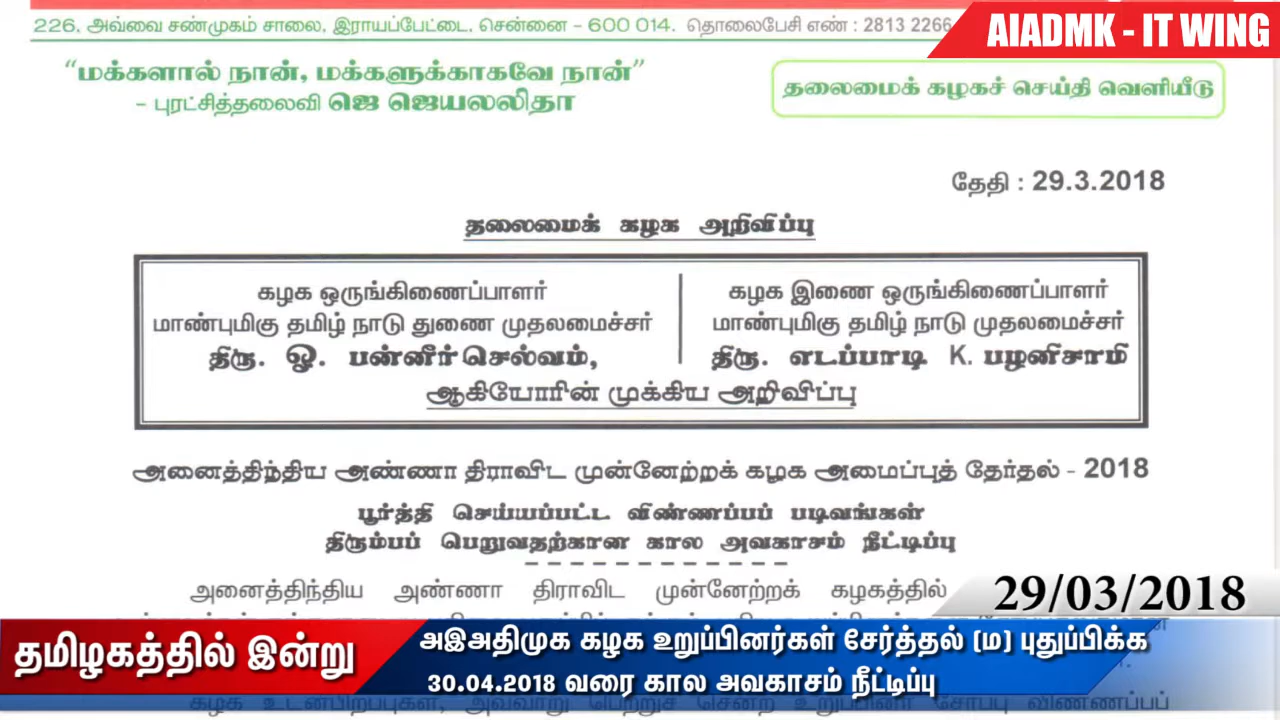 226, அவ்வை சண்முகம் சாலை, இராயப்பேட்டை, சென்னை – 600 014. தொலைபேசி எண் : 2813 2266
AIADMK - IT WING
“மக்களால் நான், மக்களுக்காகவே நான்”
– புரட்சித்தலைவி ஜெ ஜெயலலிதா
தலைமைக் கழகச் செய்தி வெளியீடு
தேதி : 29.3.2018
தலைமைக் கழக அறிவிப்பு
கழக ஒருங்கிணைப்பாளர்
மாண்புமிகு தமிழ் நாடு துணை முதலமைச்சர்
திரு. ஓ. பன்னீர்செல்வம்,
கழக இணை ஒருங்கிணைப்பாளர்
மாண்புமிகு தமிழ் நாடு முதலமைச்சர்
திரு. எடப்பாடி K. பழனிசாமி
ஆகியோரின் முக்கிய அறிவிப்பு
அனைத்திந்திய அண்ணா திராவிட முன்னேற்றக் கழக அமைப்புத் தேர்தல் - 2018
பூர்த்தி செய்யப்பட்ட விண்ணப்பப் படிவங்கள்
திரும்பப் பெறுவதற்கான கால அவகாசம் நீட்டிப்பு
அனைத்திந்திய அண்ணா திராவிட முன்னேற்றக் கழகத்தில்
29/03/2018
தமிழகத்தில் இன்று
அஇஅதிமுக கழக உறுப்பினர்கள் சேர்த்தல் (ம) புதுப்பிக்க
30.04.2018 வரை கால அவகாசம் நீட்டிப்பு